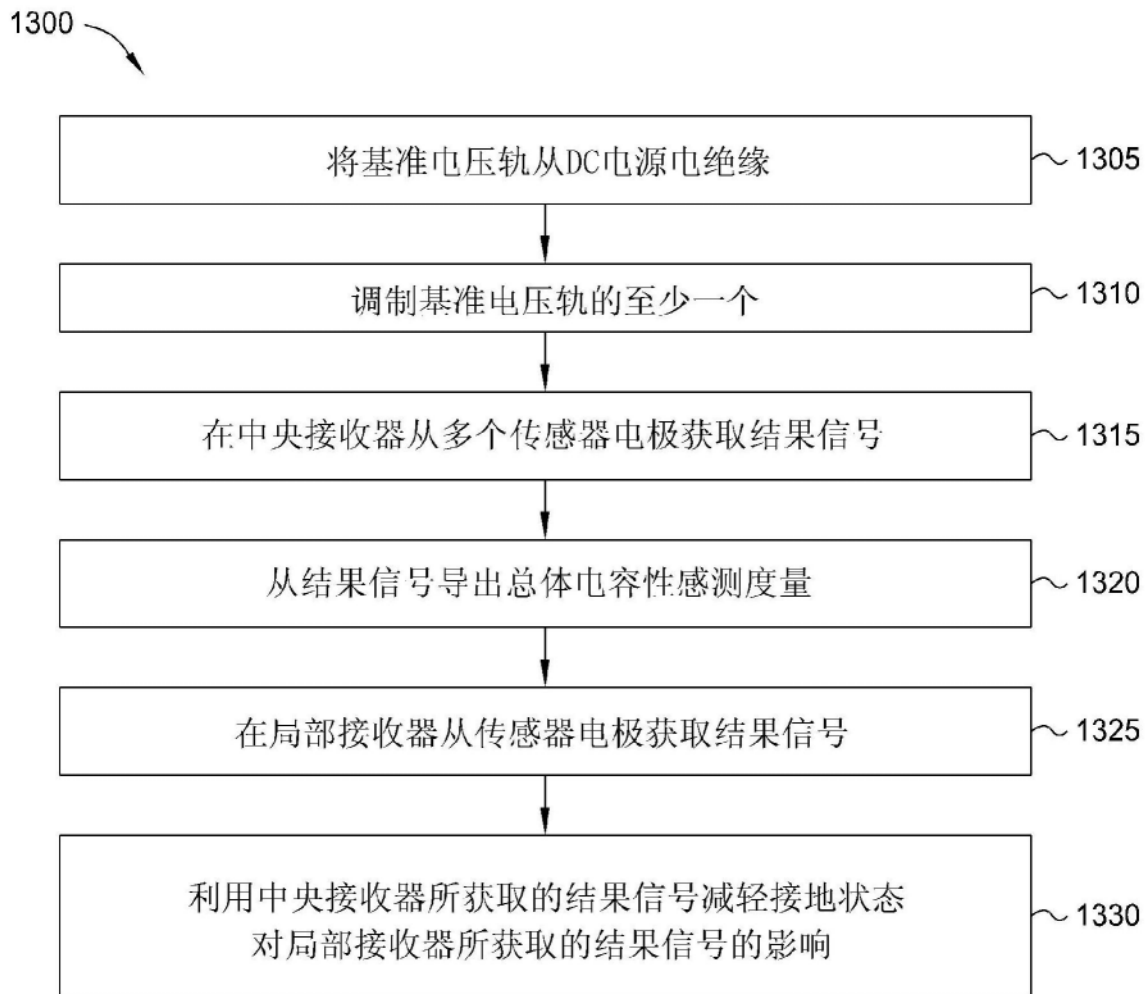 1300
将基准电压轨从DC电源电绝缘
1305
调制基准电压轨的至少一个
1310
在中央接收器从多个传感器电极获取结果信号
1315
从结果信号导出总体电容性感测度量
1320
在局部接收器从传感器电极获取结果信号
1325
利用中央接收器所获取的结果信号减轻接地状态
对局部接收器所获取的结果信号的影响
1330